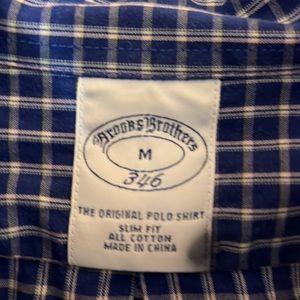 Brooks Brothers
M
346
THE ORIGINAL POLO SHIRT
SLIM FIT
ALL COTTON
MADE IN CHINA